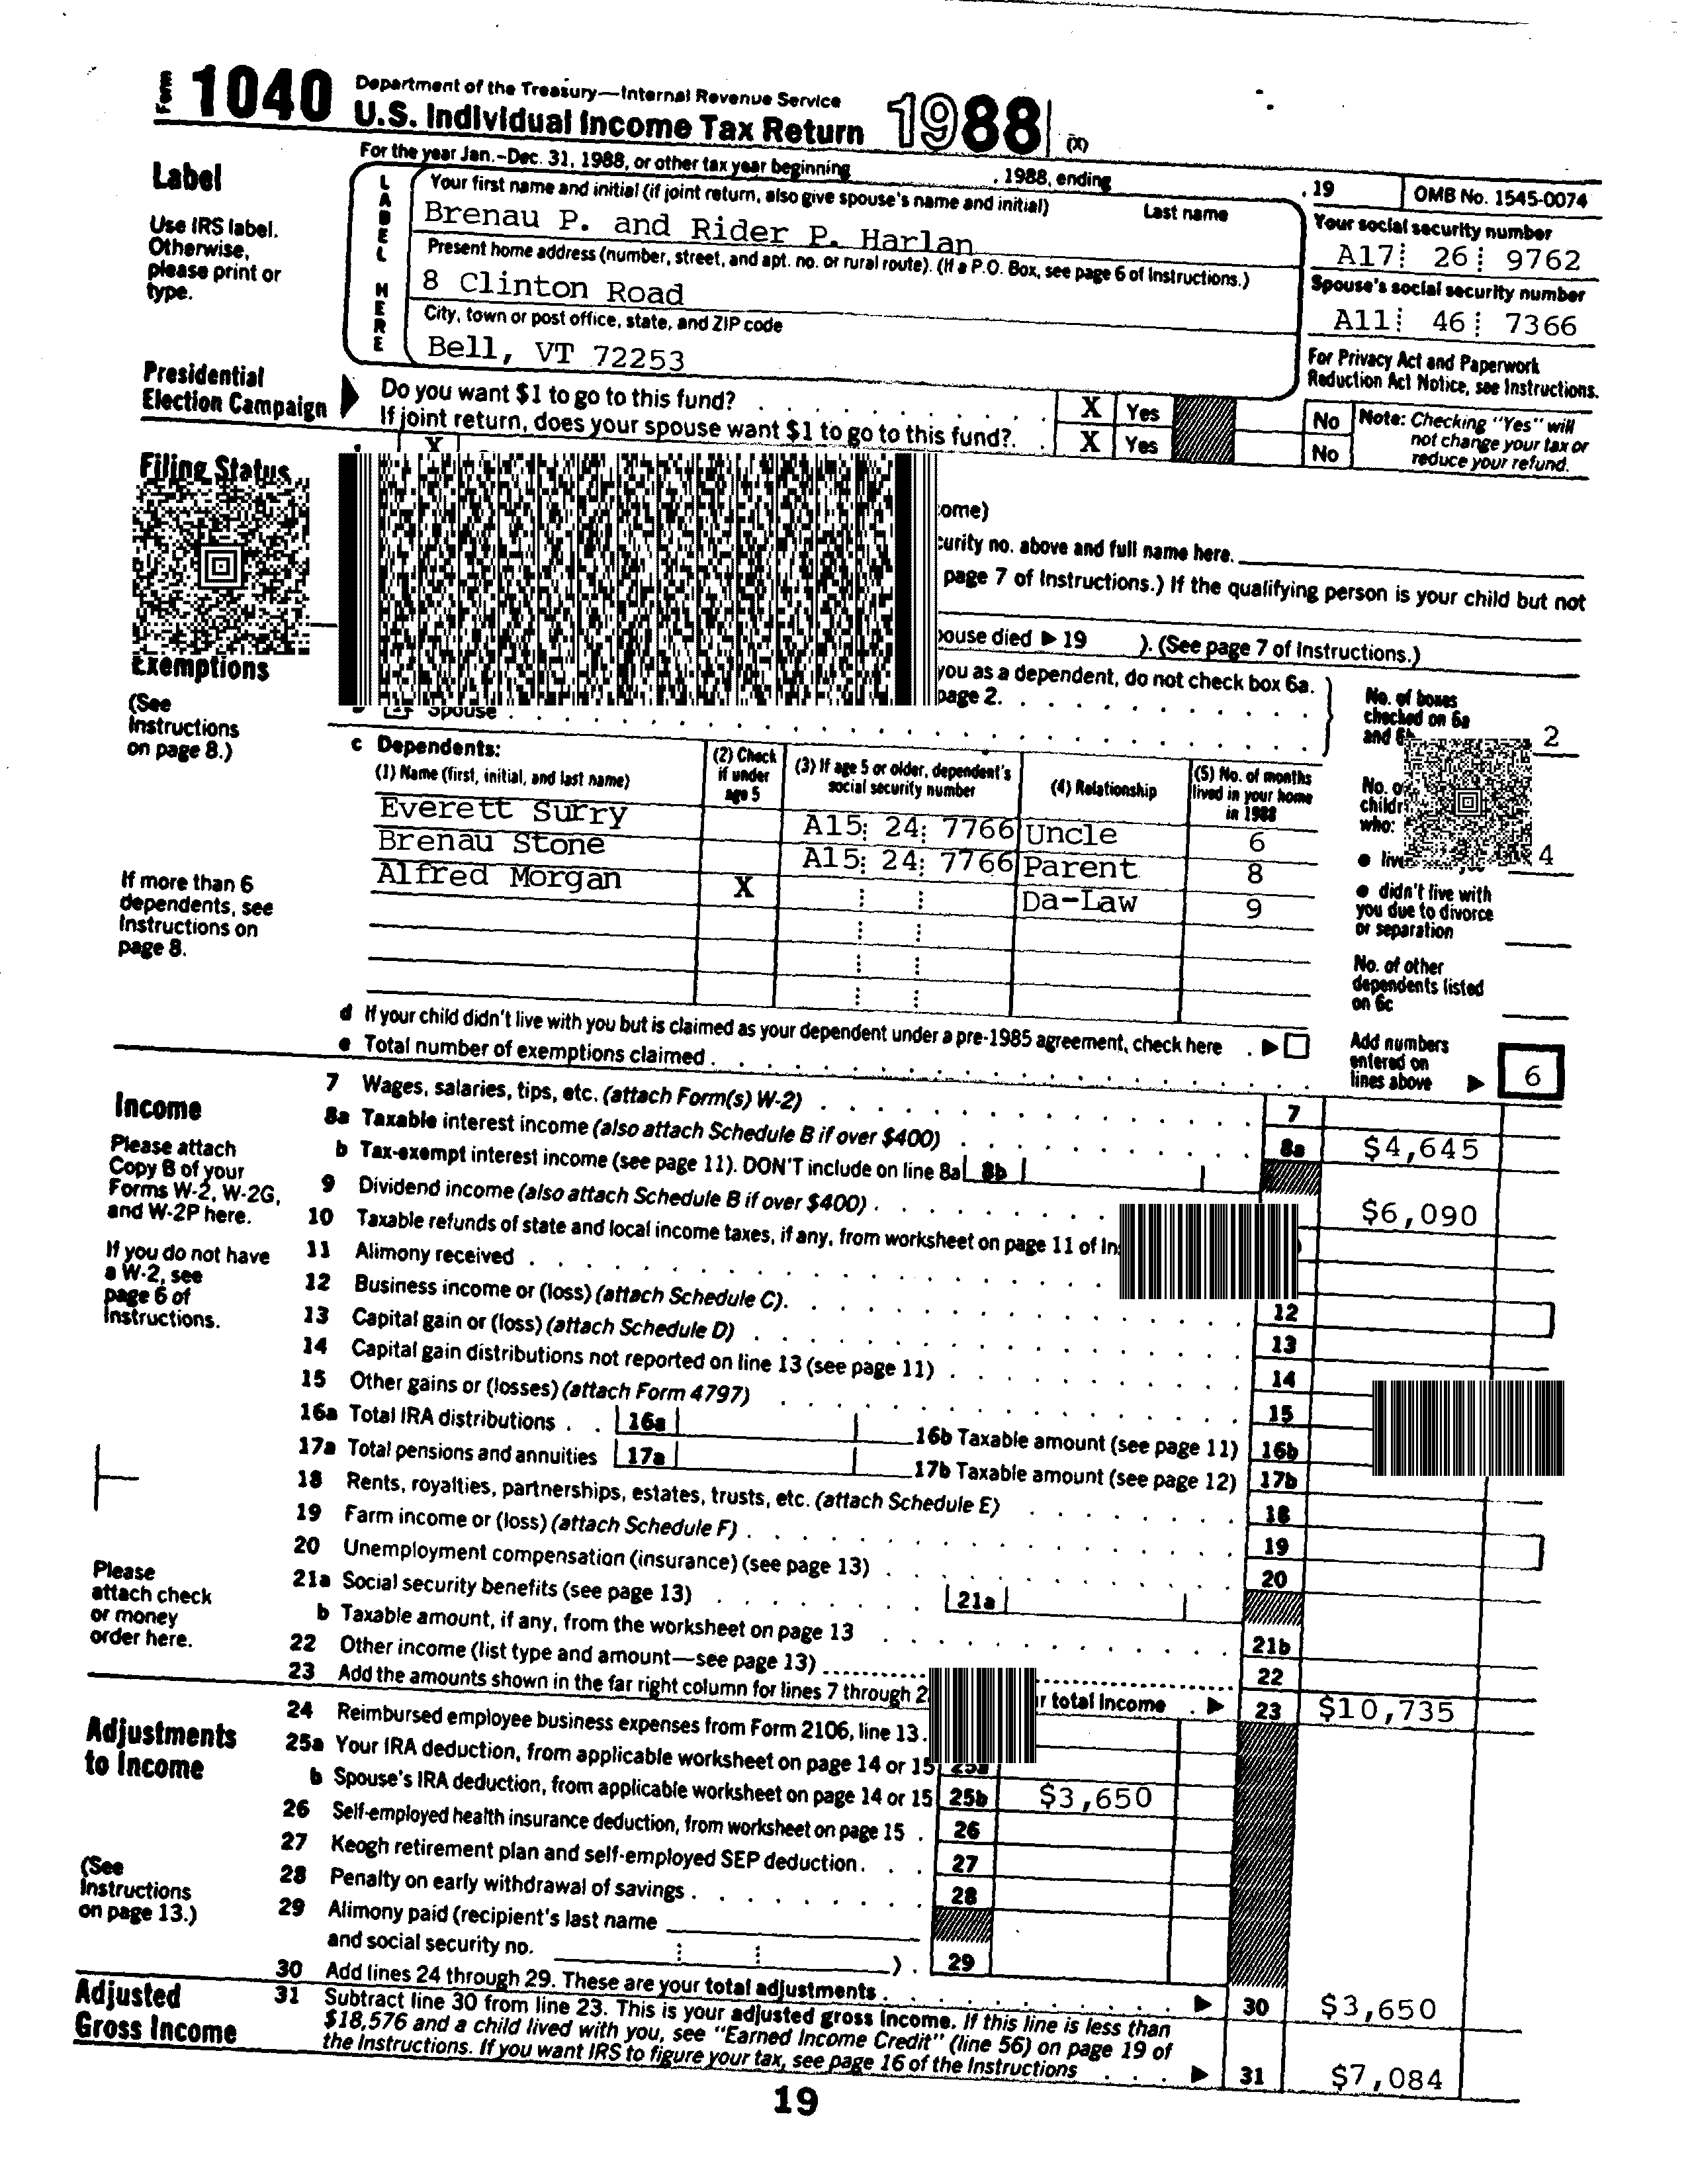 Form 1040 Department of the Treasury—Internal Revenue Service
U.S. Individual Income Tax Return 1988 (X)
For the year Jan.–Dec. 31, 1988, or other tax year beginning , 1988, ending , 19 OMB No. 1545-0074
Label
Use IRS label.
Otherwise,
please print or
type.
LABEL HERE
Your first name and initial (if joint return, also give spouse's name and initial) Last name
Brenau P. and Rider P. Harlan
Your social security number
A17 26 9762
Present home address (number, street, and apt. no. or rural route). (If a P.O. Box, see page 6 of Instructions.)
8 Clinton Road
Spouse's social security number
A11 46 7366
City, town or post office, state, and ZIP code
Bell, VT 72253
For Privacy Act and Paperwork
Reduction Act Notice, see Instructions.
Presidential
Election Campaign
Do you want $1 to go to this fund? X Yes No
If joint return, does your spouse want $1 to go to this fund? X Yes No
Note: Checking "Yes" will
not change your tax or
reduce your refund.
Filing Status
X
ome)
curity no. above and full name here.
page 7 of Instructions.) If the qualifying person is your child but not
ouse died ▶ 19 ). (See page 7 of Instructions.)
Exemptions
(See
Instructions
on page 8.)
you as a dependent, do not check box 6a.
page 2.
Spouse
No. of boxes
checked on 6a
and 6b 2
c Dependents:
(1) Name (first, initial, and last name)
(2) Check
if under
age 5
(3) If age 5 or older, dependent's
social security number
(4) Relationship
(5) No. of months
lived in your home
in 1988
Everett Surry A15 24 7766 Uncle 6
Brenau Stone A15 24 7766 Parent 8
Alfred Morgan X Da-Law 9
If more than 6
dependents, see
Instructions on
page 8.
who:
4
● didn't live with
you due to divorce
or separation
No. of other
dependents listed
on 6c
d If your child didn't live with you but is claimed as your dependent under a pre-1985 agreement, check here ▶
e Total number of exemptions claimed
Add numbers
entered on
lines above ▶ 6
Income
Please attach
Copy B of your
Forms W-2, W-2G,
and W-2P here.
If you do not have
a W-2, see
page 6 of
Instructions.
Please
attach check
or money
order here.
7 Wages, salaries, tips, etc. (attach Form(s) W-2) 7
8a Taxable interest income (also attach Schedule B if over $400) 8a $4,645
b Tax-exempt interest income (see page 11). DON'T include on line 8a 8b
9 Dividend income (also attach Schedule B if over $400) $6,090
10 Taxable refunds of state and local income taxes, if any, from worksheet on page 11 of
11 Alimony received
12 Business income or (loss) (attach Schedule C) 12
13 Capital gain or (loss) (attach Schedule D) 13
14 Capital gain distributions not reported on line 13 (see page 11) 14
15 Other gains or (losses) (attach Form 4797) 15
16a Total IRA distributions 16a 16b Taxable amount (see page 11) 16b
17a Total pensions and annuities 17a 17b Taxable amount (see page 12) 17b
18 Rents, royalties, partnerships, estates, trusts, etc. (attach Schedule E) 18
19 Farm income or (loss) (attach Schedule F) 19
20 Unemployment compensation (insurance) (see page 13) 20
21a Social security benefits (see page 13) 21a
b Taxable amount, if any, from the worksheet on page 13 21b
22 Other income (list type and amount—see page 13) 22
23 Add the amounts shown in the far right column for lines 7 through total income ▶ 23 $10,735
Adjustments
to Income
(See
Instructions
on page 13.)
24 Reimbursed employee business expenses from Form 2106, line 13
25a Your IRA deduction, from applicable worksheet on page 14 or 15 25a
b Spouse's IRA deduction, from applicable worksheet on page 14 or 15 25b $3,650
26 Self-employed health insurance deduction, from worksheet on page 15 26
27 Keogh retirement plan and self-employed SEP deduction 27
28 Penalty on early withdrawal of savings 28
29 Alimony paid (recipient's last name
and social security no. ) 29
30 Add lines 24 through 29. These are your total adjustments ▶ 30 $3,650
Adjusted
Gross Income
31 Subtract line 30 from line 23. This is your adjusted gross income. If this line is less than
$18,576 and a child lived with you, see "Earned Income Credit" (line 56) on page 19 of
the Instructions. If you want IRS to figure your tax, see page 16 of the Instructions ▶ 31 $7,084
19